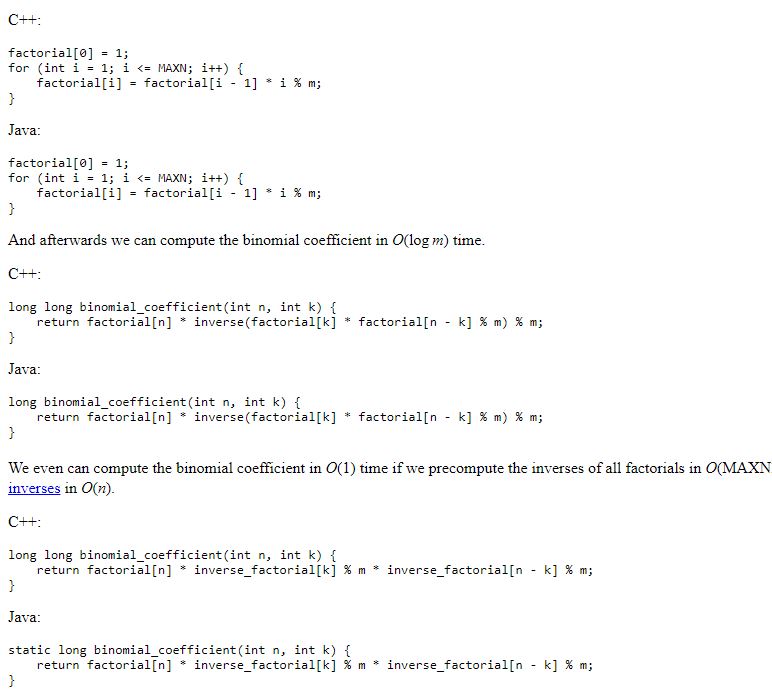 C++:
factorial[0] = 1;
for (int i = 1; i <= MAXN; i++) {
    factorial[i] = factorial[i - 1] * i % m;
}
Java:
factorial[0] = 1;
for (int i = 1; i <= MAXN; i++) {
    factorial[i] = factorial[i - 1] * i % m;
}
And afterwards we can compute the binomial coefficient in O(log m) time.
C++:
long long binomial_coefficient(int n, int k) {
    return factorial[n] * inverse(factorial[k] * factorial[n - k] % m) % m;
}
Java:
long binomial_coefficient(int n, int k) {
    return factorial[n] * inverse(factorial[k] * factorial[n - k] % m) % m;
}
We even can compute the binomial coefficient in O(1) time if we precompute the inverses of all factorials in O(MAXN
inverses in O(n).
C++:
long long binomial_coefficient(int n, int k) {
    return factorial[n] * inverse_factorial[k] % m * inverse_factorial[n - k] % m;
}
Java:
static long binomial_coefficient(int n, int k) {
    return factorial[n] * inverse_factorial[k] % m * inverse_factorial[n - k] % m;
}